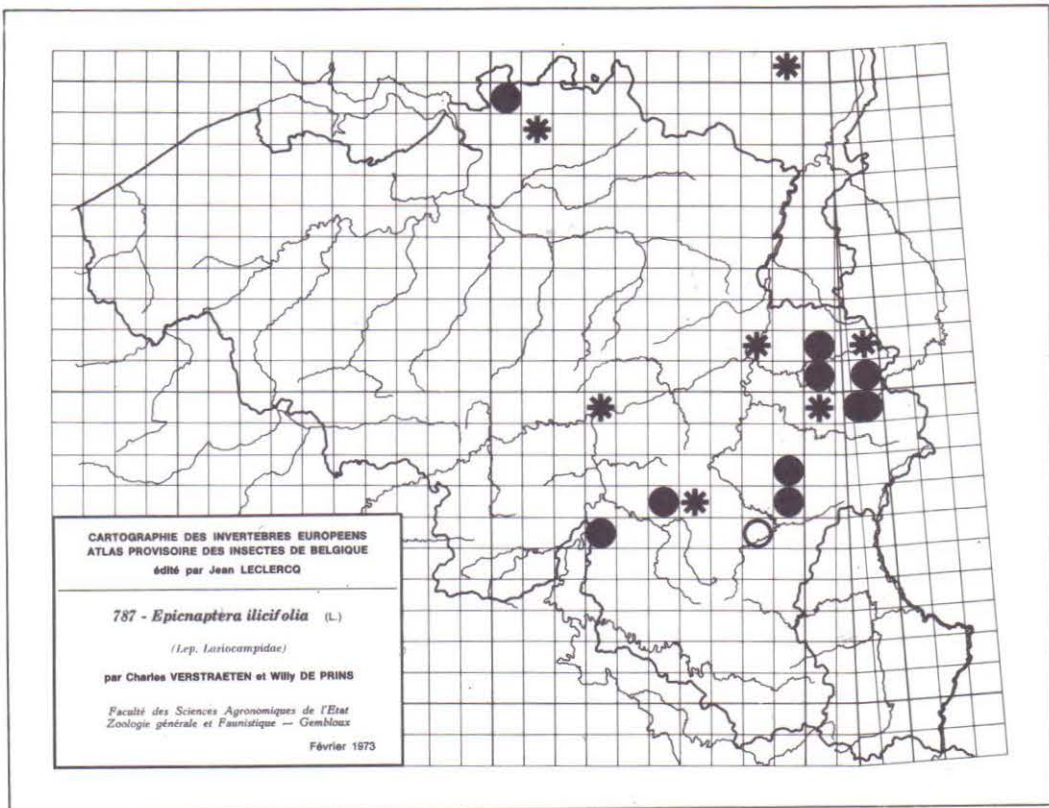 CARTOGRAPHIE DES INVERTEBRES EUROPEENS
ATLAS PROVISOIRE DES INSECTES DE BELGIQUE
édité par Jean LECLERCQ
787 - Epicnaptera ilicifolia (L.)
(Lep. Lasiocampidae)
par Charles VERSTRAETEN et Willy DE PRINS
Faculté des Sciences Agronomiques de l'Etat
Zoologie générale et Faunistique — Gembloux
Février 1973